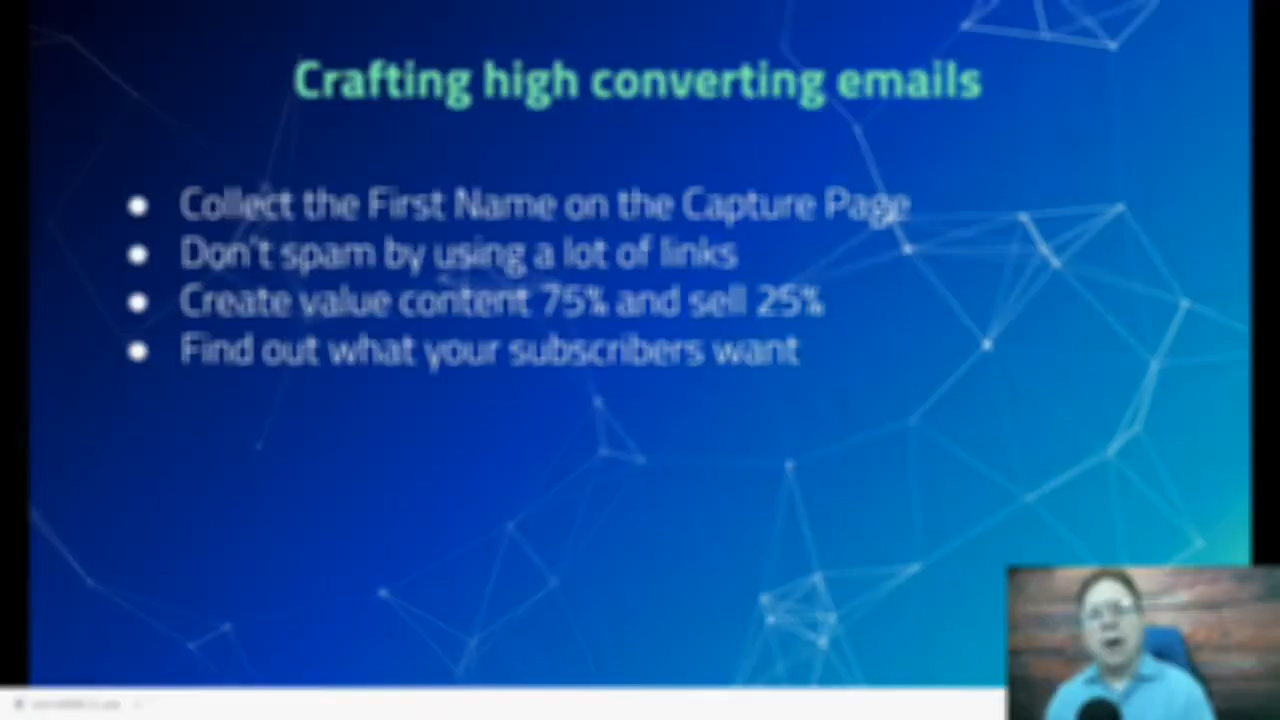 Crafting high converting emails
Collect the First Name on the Capture Page
Don't spam by using a lot of links
Create value content 75% and sell 25%
Find out what your subscribers want